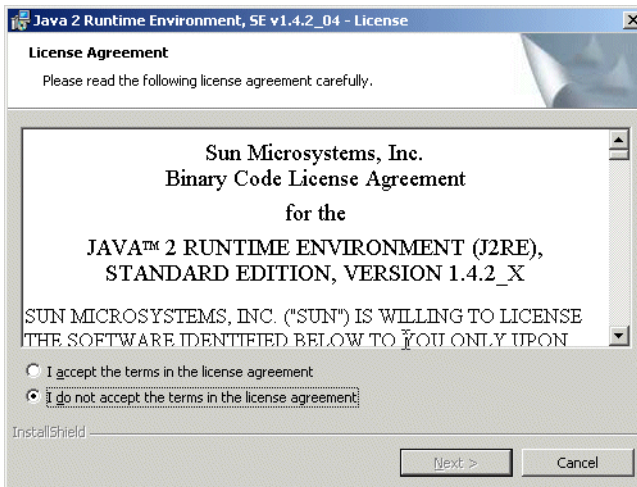 Java 2 Runtime Environment, SE v1.4.2_04 - License
License Agreement
Please read the following license agreement carefully.
Sun Microsystems, Inc.
Binary Code License Agreement
for the
JAVA™ 2 RUNTIME ENVIRONMENT (J2RE),
STANDARD EDITION, VERSION 1.4.2_X
SUN MICROSYSTEMS, INC. ("SUN") IS WILLING TO LICENSE
THE SOFTWARE IDENTIFIED BELOW TO YOU ONLY UPON
I accept the terms in the license agreement
I do not accept the terms in the license agreement
InstallShield
Next >
Cancel